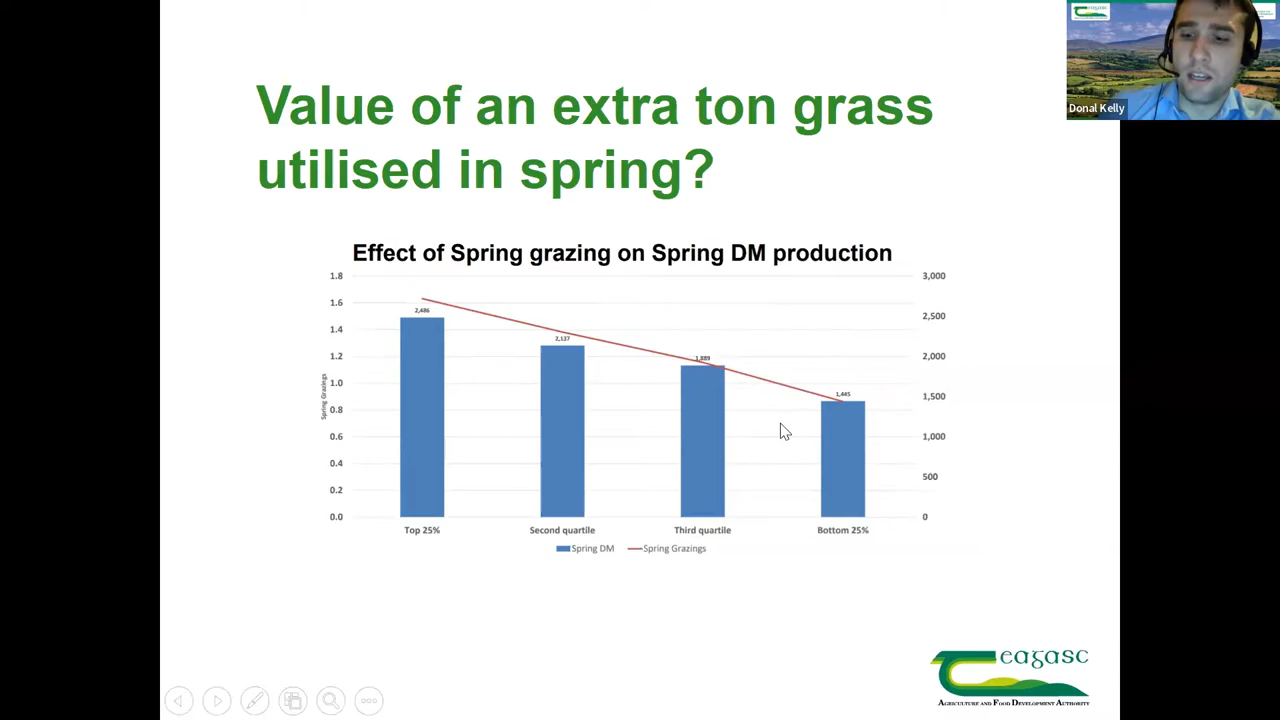 Value of an extra ton grass
utilised in spring?
Effect of Spring grazing on Spring DM production
1.8
1.6
1.4
1.2
1.0
0.8
0.6
0.4
0.2
0.0
Spring Grazings
3,000
2,500
2,000
1,500
1,000
500
0
2,486
2,137
1,889
1,445
Top 25%
Second quartile
Third quartile
Bottom 25%
Spring DM
Spring Grazings
eagasc
AGRICULTURE AND FOOD DEVELOPMENT AUTHORITY
eagasc
Donal Kelly